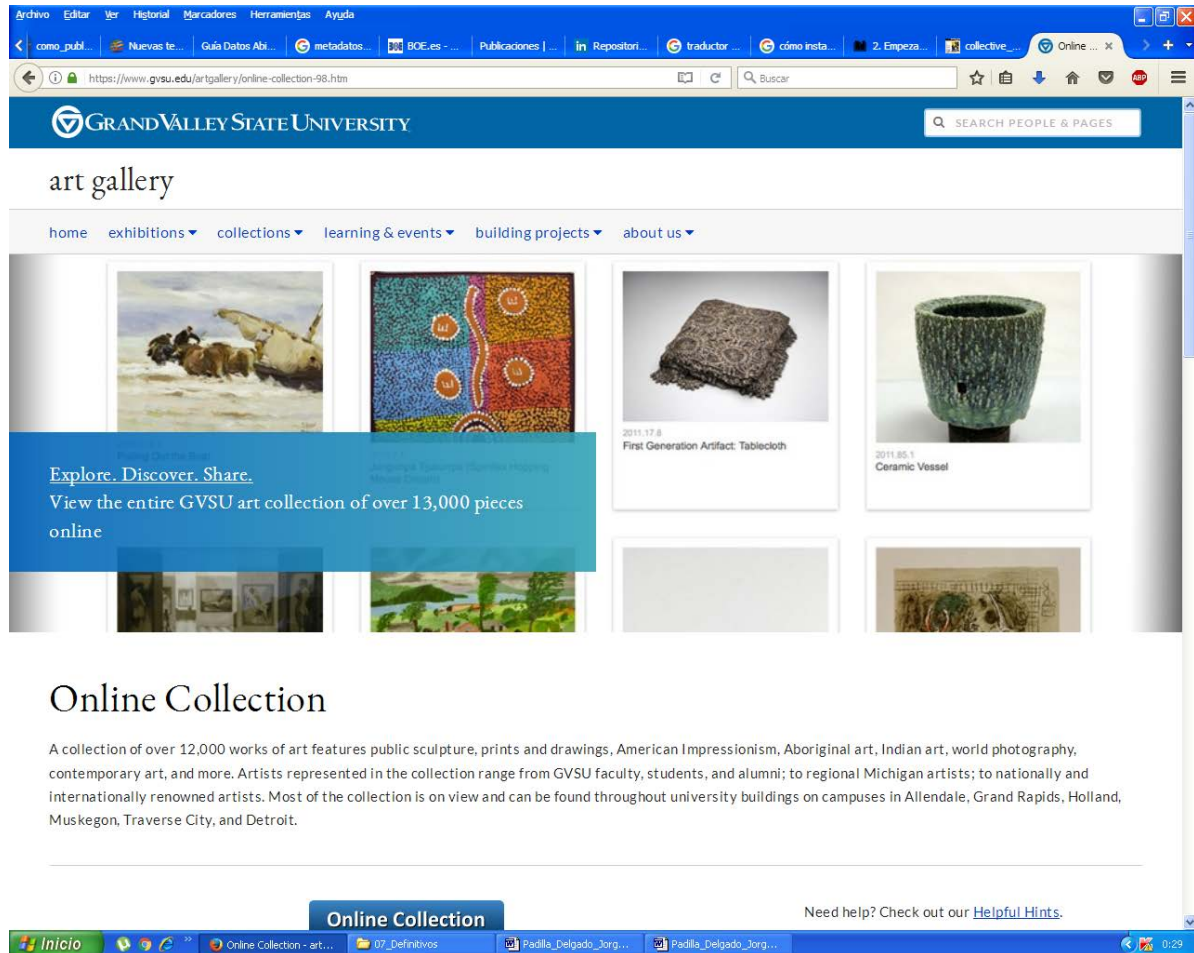 Archivo Editar Ver Historial Marcadores Herramientas Ayuda
como_publ... Nuevas te... Guía Datos Abi... metadatos... BOE.es - ... Publicaciones | ... Repositori... traductor ... cómo insta... 2. Empeza... collective_... Online ...
https://www.gvsu.edu/artgallery/online-collection-98.htm Buscar ABP
GRAND VALLEY STATE UNIVERSITY SEARCH PEOPLE & PAGES
art gallery
home exhibitions collections learning & events building projects about us
2011.17.8
First Generation Artifact: Tablecloth
2011.85.1
Ceramic Vessel
Explore. Discover. Share.
View the entire GVSU art collection of over 13,000 pieces
online
Online Collection
A collection of over 12,000 works of art features public sculpture, prints and drawings, American Impressionism, Aboriginal art, Indian art, world photography,
contemporary art, and more. Artists represented in the collection range from GVSU faculty, students, and alumni; to regional Michigan artists; to nationally and
internationally renowned artists. Most of the collection is on view and can be found throughout university buildings on campuses in Allendale, Grand Rapids, Holland,
Muskegon, Traverse City, and Detroit.
Online Collection
Need help? Check out our Helpful Hints.
Inicio Online Collection - art... 07_Definitivos Padilla_Delgado_Jorg... Padilla_Delgado_Jorg... 0:29